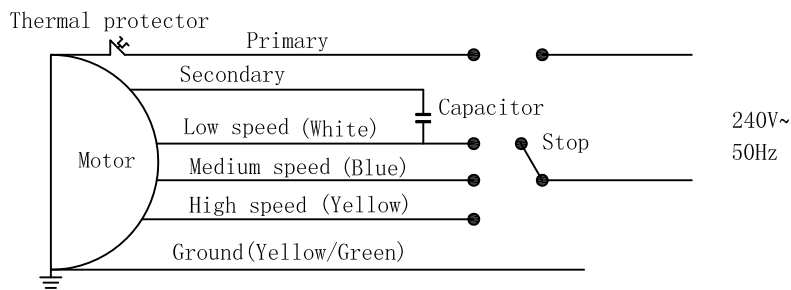 Thermal protector
Primary
Secondary
Capacitor
Low speed (White)
Stop
240V~
50Hz
Motor
Medium speed (Blue)
High speed (Yellow)
Ground(Yellow/Green)